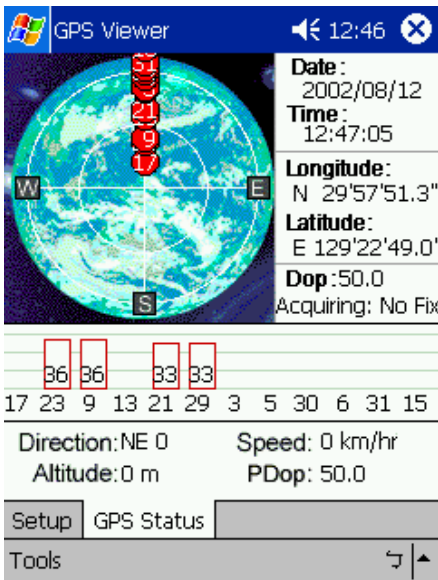 GPS Viewer 12:46
51
21
9
17
W
E
S
Date:
2002/08/12
Time:
12:47:05
Longitude:
N 29'57'51.3"
Latitude:
E 129'22'49.0'
Dop:50.0
Acquiring: No Fix
36 36 33 33
17 23 9 13 21 29 3 5 30 6 31 15
Direction: NE 0 Speed: 0 km/hr
Altitude: 0 m PDop: 50.0
Setup GPS Status
Tools